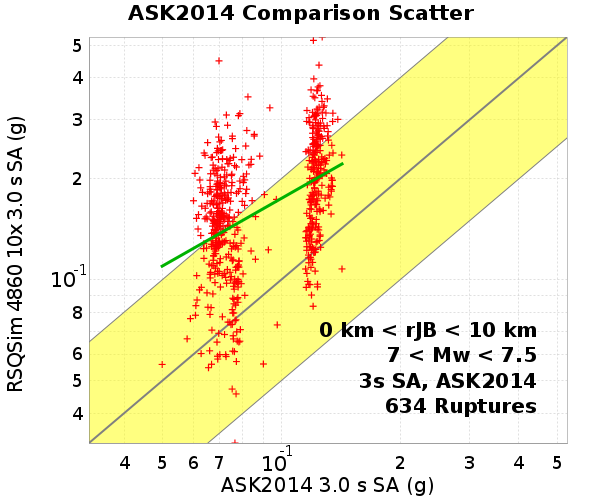 ASK2014 Comparison Scatter
RSQSim 4860 10x 3.0 s SA (g)
5
4
3
2
10^-1
8
7
6
5
4
0 km < rJB < 10 km
7 < Mw < 7.5
3s SA, ASK2014
634 Ruptures
4 5 6 7 10^-1 2 3 4 5
ASK2014 3.0 s SA (g)